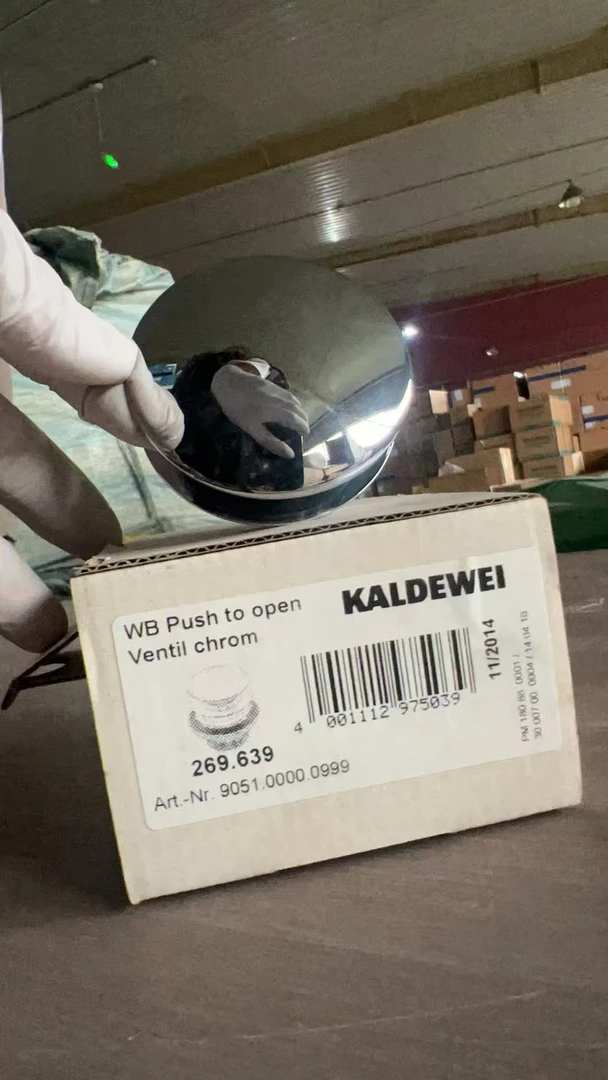 WB Push to open
Ventil chrom
KALDEWEI
4 001112 975039
11/2014
269.639
Art.-Nr. 9051.0000.0999